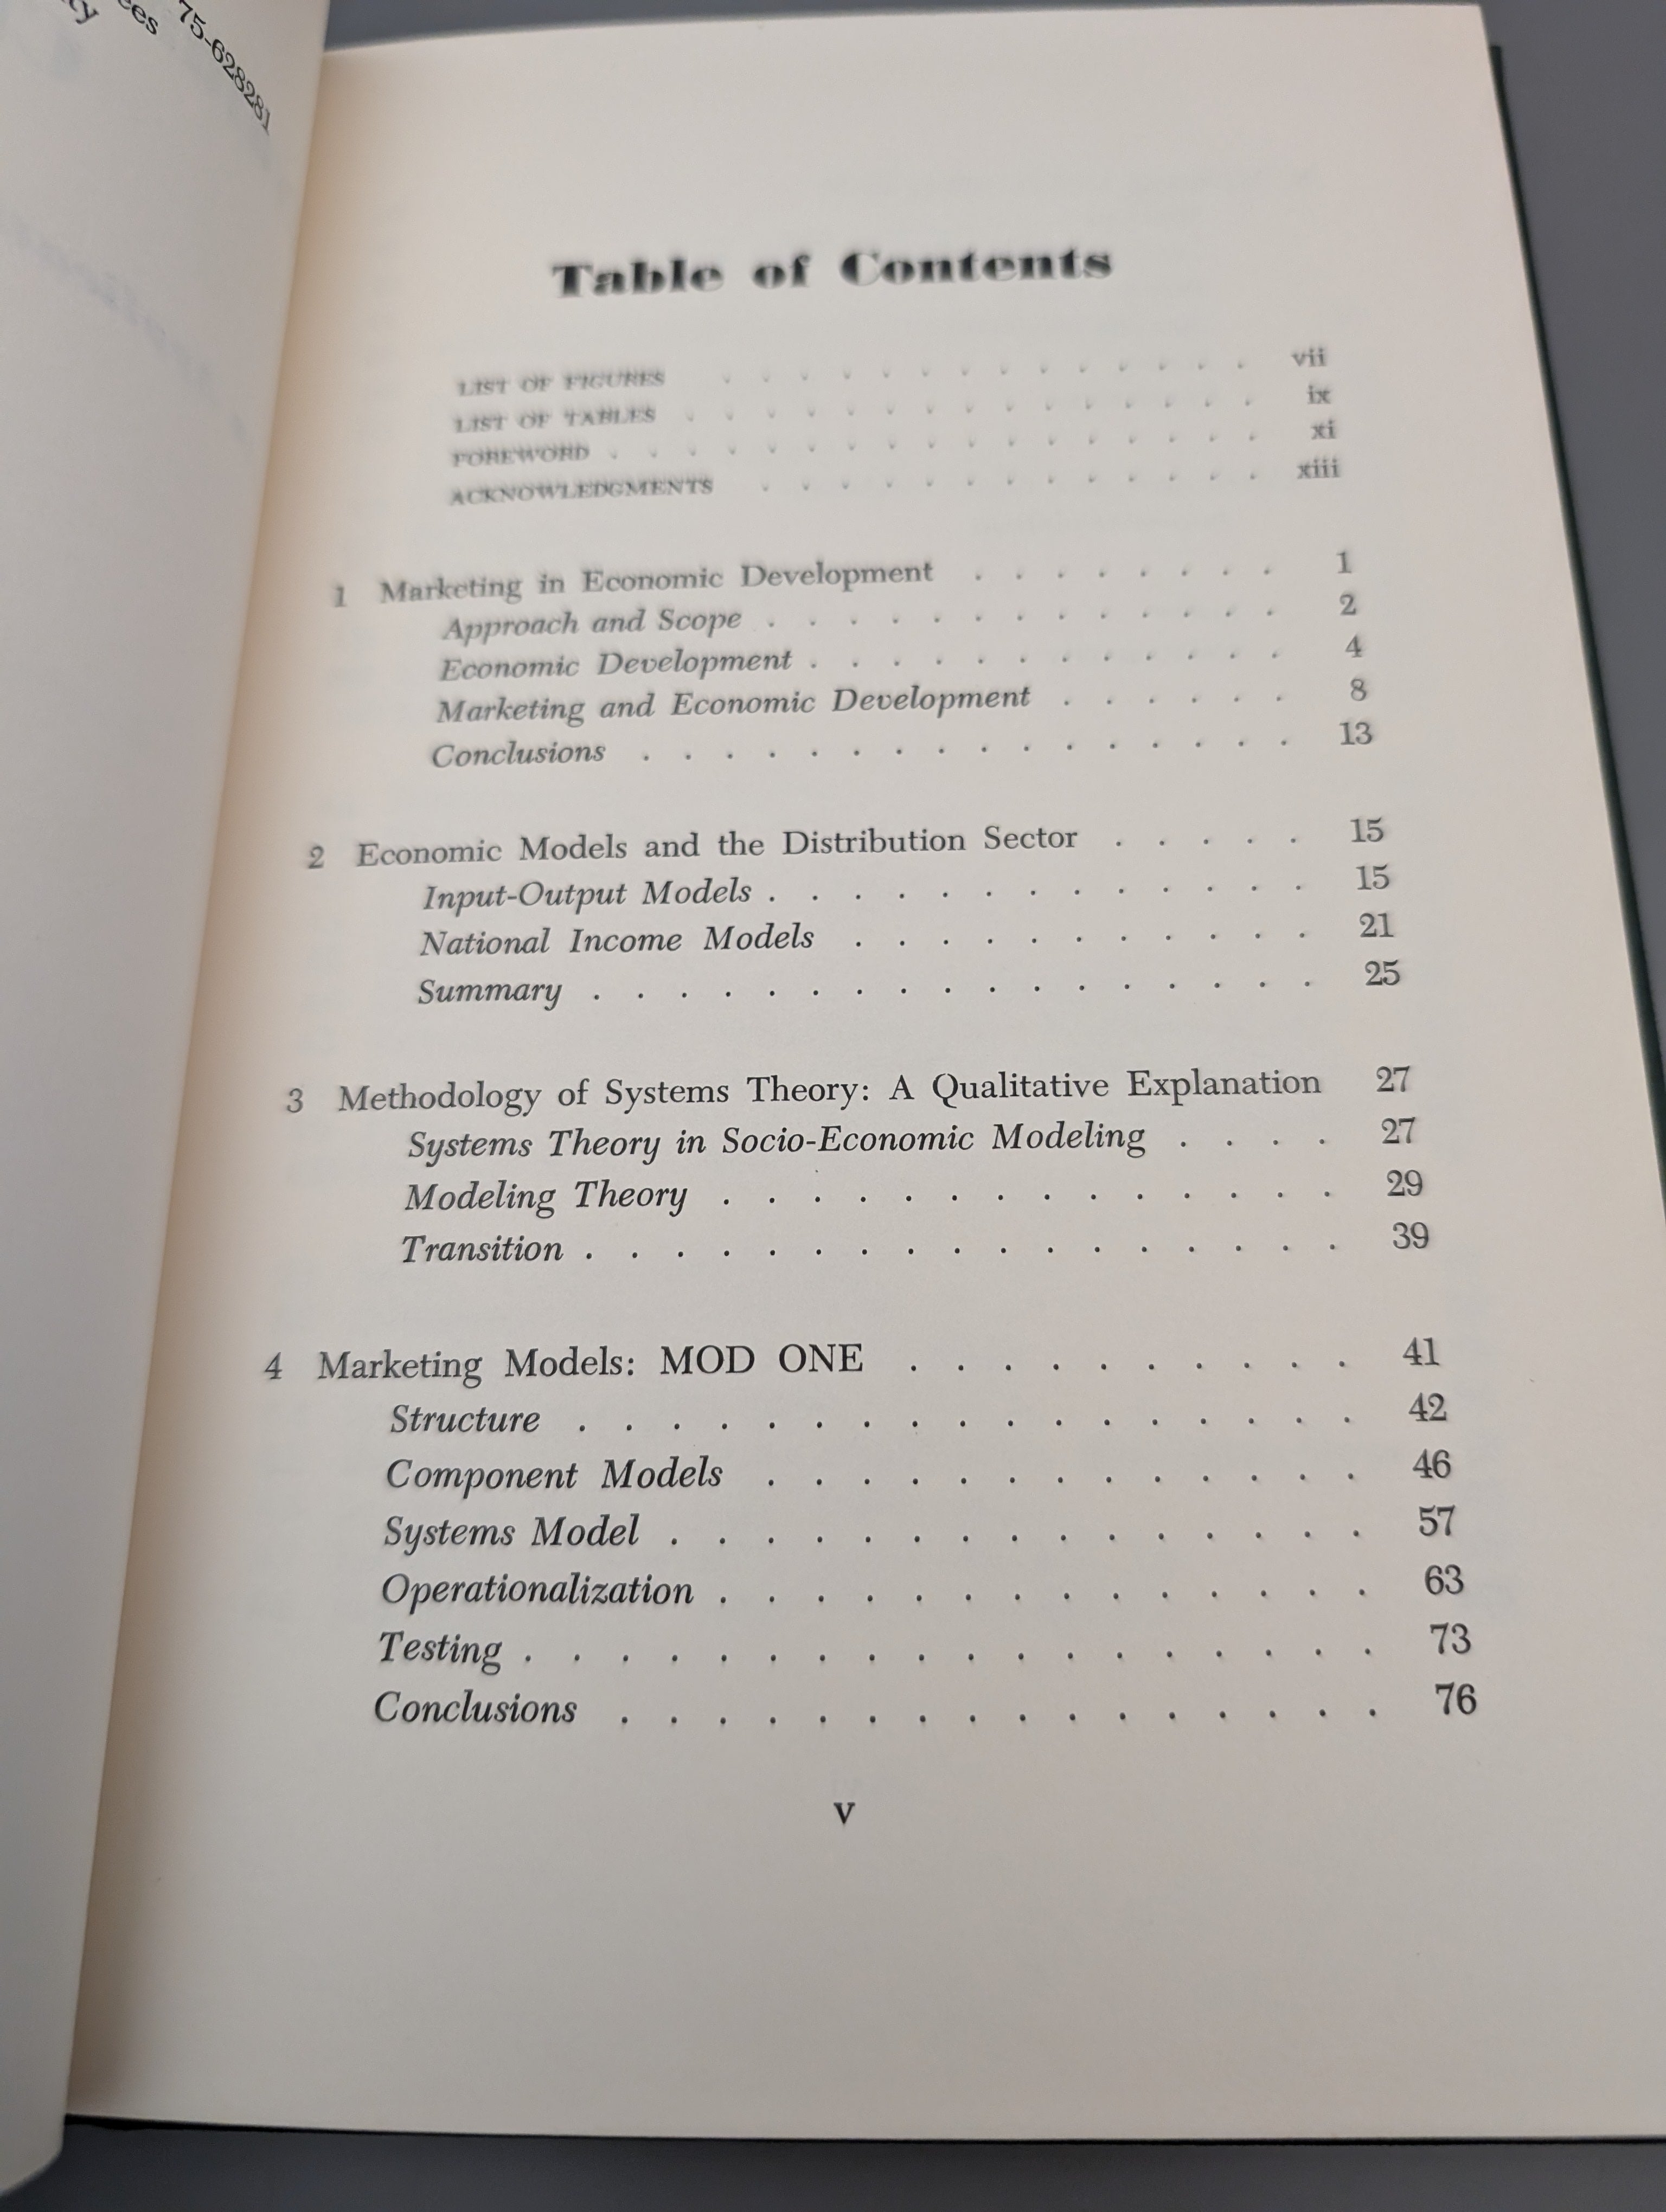 ty
ees
75-628281
Table of Contents
LIST OF FIGURES . . . . . . . . . . . . . . vii
LIST OF TABLES . . . . . . . . . . . . . . . ix
FOREWORD . . . . . . . . . . . . . . . . . xi
ACKNOWLEDGMENTS . . . . . . . . . . . . . xiii
1 Marketing in Economic Development . . . . . . . . 1
Approach and Scope . . . . . . . . . . . . . 2
Economic Development . . . . . . . . . . . . 4
Marketing and Economic Development . . . . . . 8
Conclusions . . . . . . . . . . . . . . . . 13
2 Economic Models and the Distribution Sector . . . . . 15
Input-Output Models . . . . . . . . . . . . . 15
National Income Models . . . . . . . . . . . 21
Summary . . . . . . . . . . . . . . . . . 25
3 Methodology of Systems Theory: A Qualitative Explanation 27
Systems Theory in Socio-Economic Modeling . . . . 27
Modeling Theory . . . . . . . . . . . . . . 29
Transition . . . . . . . . . . . . . . . . . 39
4 Marketing Models: MOD ONE . . . . . . . . . . 41
Structure . . . . . . . . . . . . . . . . . 42
Component Models . . . . . . . . . . . . . 46
Systems Model . . . . . . . . . . . . . . . 57
Operationalization . . . . . . . . . . . . . . 63
Testing . . . . . . . . . . . . . . . . . . 73
Conclusions . . . . . . . . . . . . . . . . 76
v